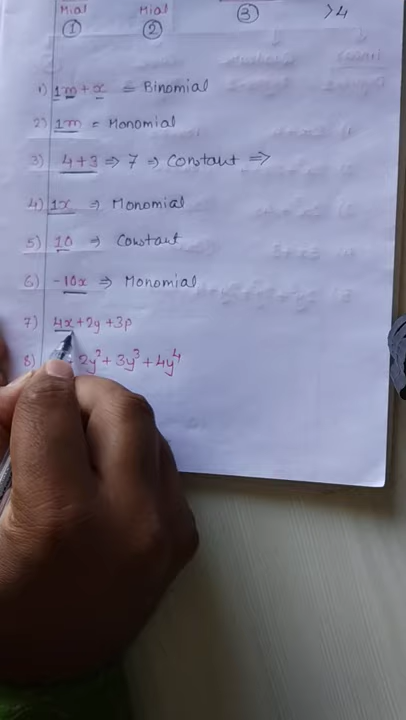 Mial Mial
① ② ③ >4
1) 1m + x = Binomial
2) 1m = Monomial
3) 4+3 ⇒ 7 → Constant ⇒
4) 1x ⇒ Monomial
5) 10 ⇒ Constant
6) -10x ⇒ Monomial
7) 4x+2y+3p
8) + 2y² + 3y³ + 4y⁴